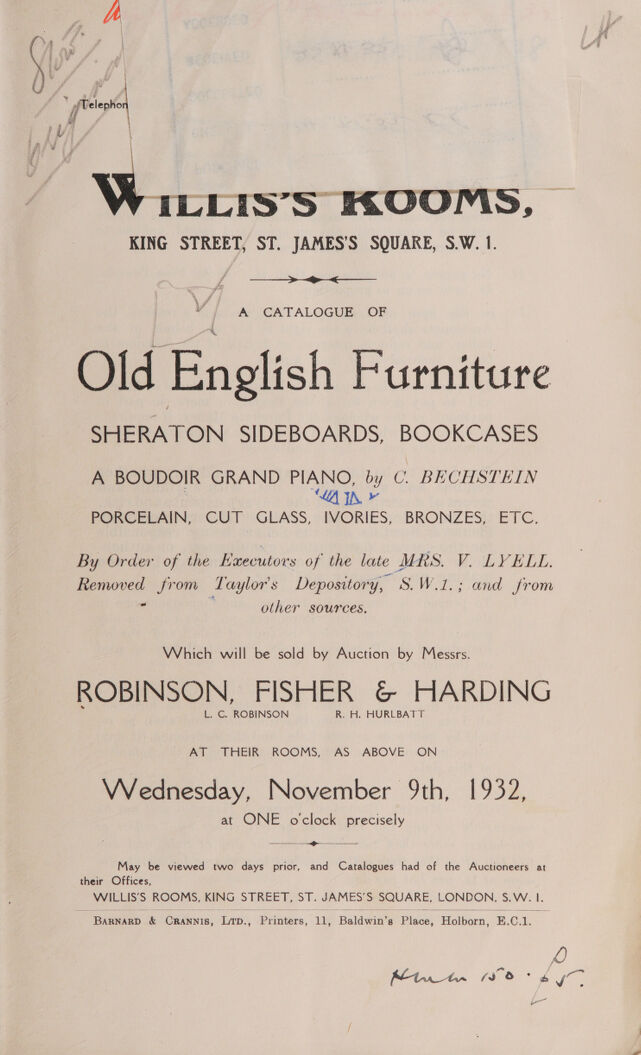 Telephon
WILLIS'S ROOMS,
KING STREET, ST. JAMES'S SQUARE, S.W. 1.
A CATALOGUE OF
Old English Furniture
SHERATON SIDEBOARDS, BOOKCASES
A BOUDOIR GRAND PIANO, by C. BECHSTEIN
PORCELAIN, CUT GLASS, IVORIES, BRONZES, ETC.
By Order of the Executors of the late MRS. V. LYELL.
Removed from Taylor's Depository, S.W.1.; and from
other sources.
Which will be sold by Auction by Messrs.
ROBINSON, FISHER & HARDING
L. C. ROBINSON R. H. HURLBATT
AT THEIR ROOMS, AS ABOVE ON
Wednesday, November 9th, 1932,
at ONE o'clock precisely
May be viewed two days prior, and Catalogues had of the Auctioneers at
their Offices,
WILLIS'S ROOMS, KING STREET, ST. JAMES'S SQUARE, LONDON, S.W. 1.
BARNARD & CRANNIS, LTD., Printers, 11, Baldwin's Place, Holborn, E.C.1.
150 · £5.